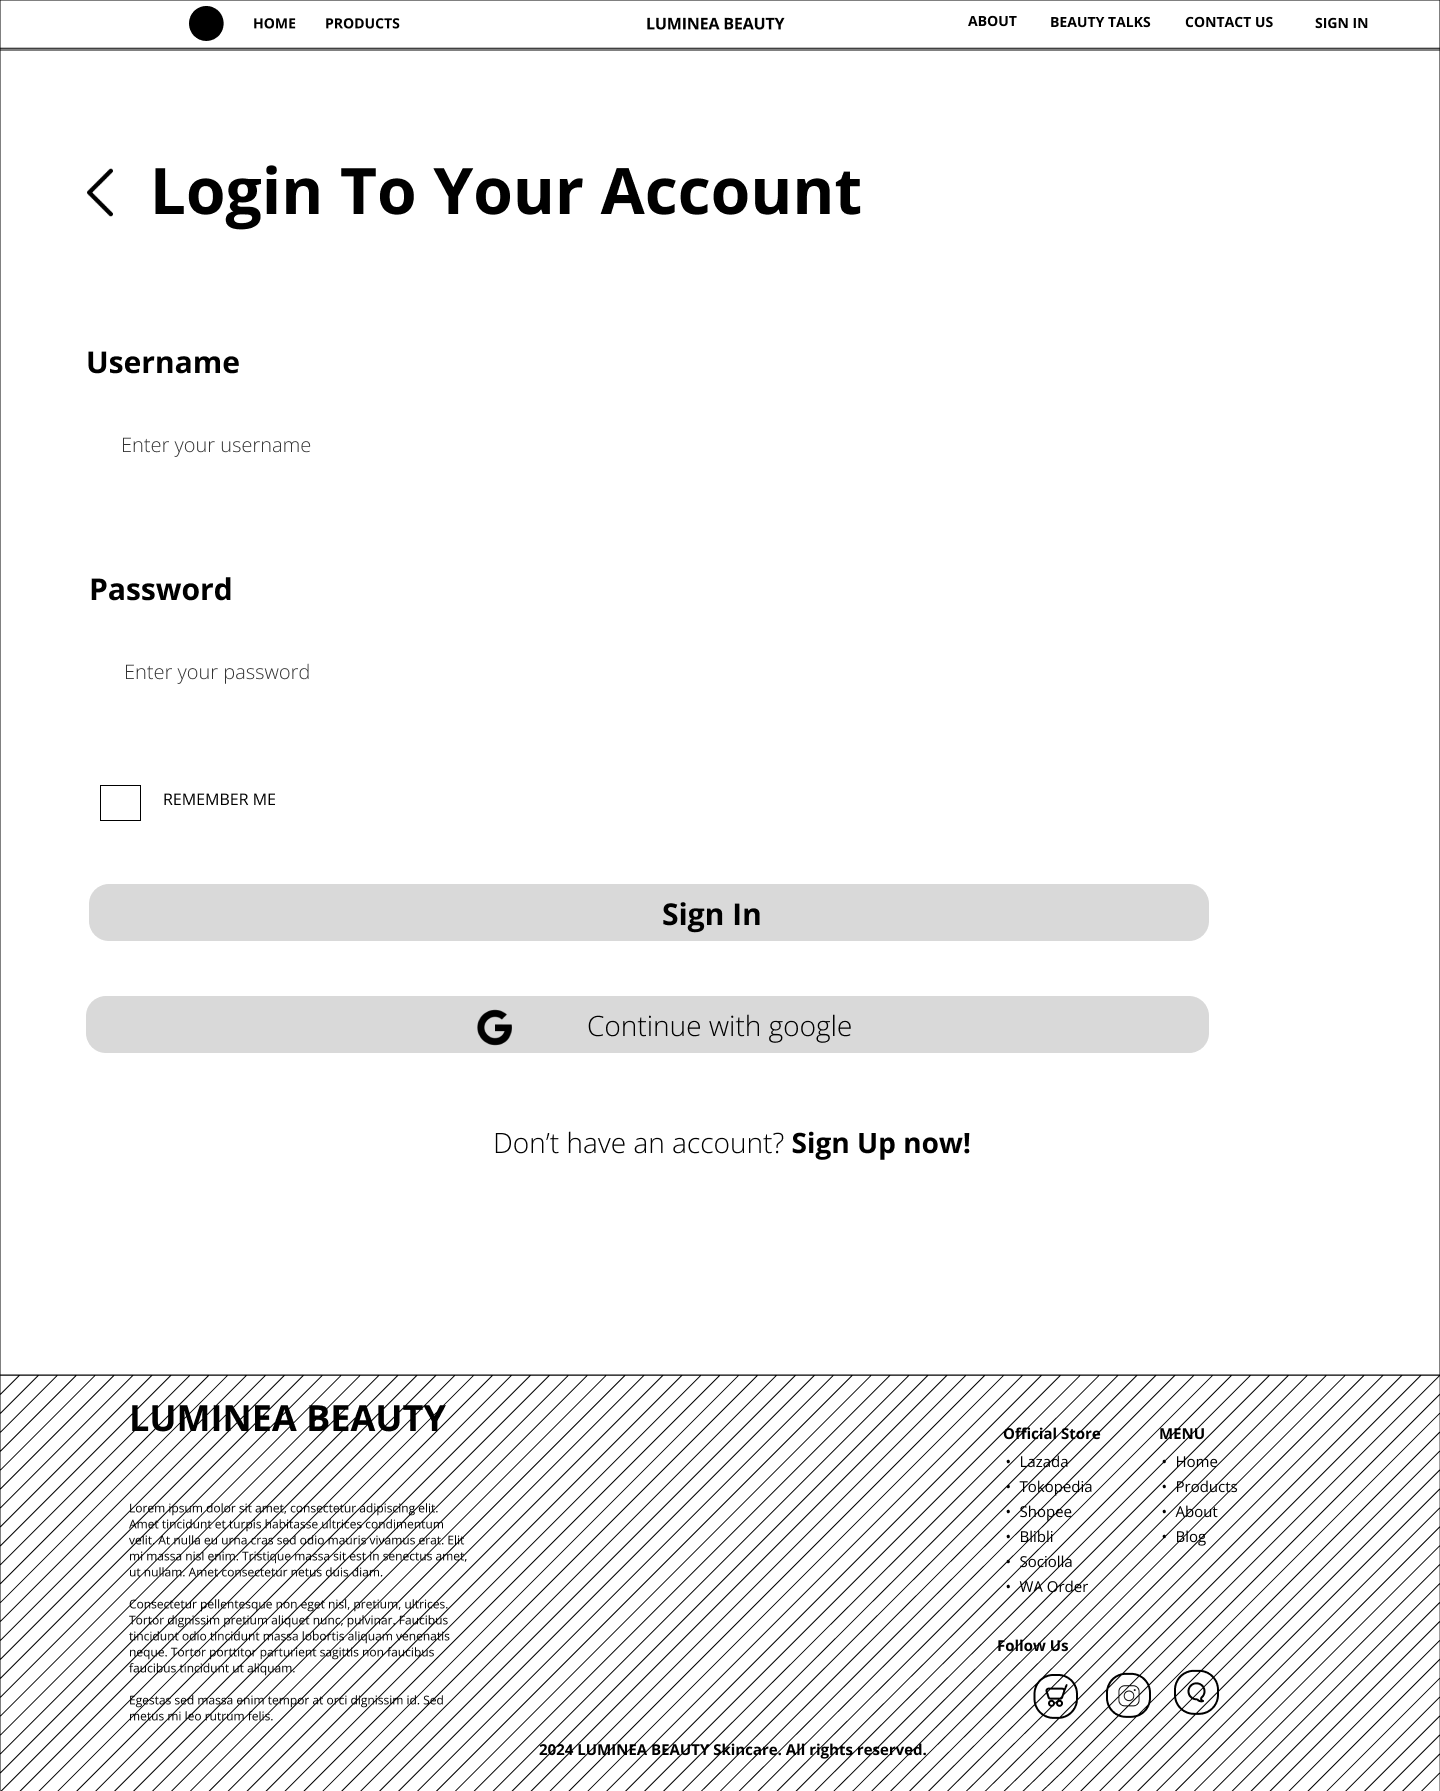 HOME PRODUCTS LUMINEA BEAUTY ABOUT BEAUTY TALKS CONTACT US SIGN IN
Login To Your Account
Username
Enter your username
Password
Enter your password
REMEMBER ME
Sign In
Continue with google
Don't have an account? Sign Up now!
LUMINEA BEAUTY
Lorem ipsum dolor sit amet, consectetur adipiscing elit.
Amet tincidunt et turpis habitasse ultrices condimentum
velit. At nulla eu urna cras sed odio mauris vivamus erat. Elit
mi massa nisl enim. Tristique massa sit est in senectus amet,
ut nullam. Amet consectetur netus duis diam.
Consectetur pellentesque non eget nisl, pretium, ultrices.
Tortor dignissim pretium aliquet nunc, pulvinar. Faucibus
tincidunt odio tincidunt massa lobortis aliquam venenatis
neque. Tortor porttitor parturient sagittis non faucibus
faucibus tincidunt ut aliquam.
Egestas sed massa enim tempor at orci dignissim id. Sed
metus mi leo rutrum felis.
Official Store
• Lazada
• Tokopedia
• Shopee
• Blibli
• Sociolla
• WA Order
MENU
• Home
• Products
• About
• Blog
Follow Us
2024 LUMINEA BEAUTY Skincare. All rights reserved.